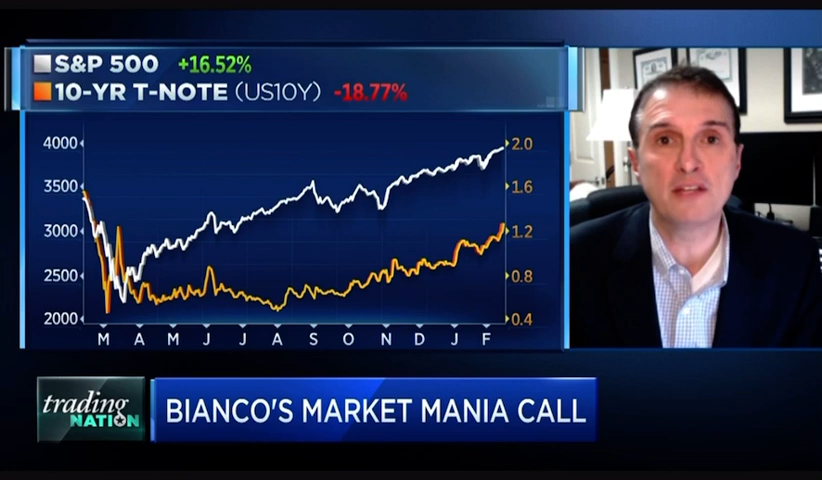 S&P 500 +16.52%
10-YR T-NOTE (US10Y) -18.77%
4000 2.0
3500 1.6
3000 1.2
2500 0.8
2000 0.4
M A M J J A S O N D J F
trading
NATION
BIANCO'S MARKET MANIA CALL